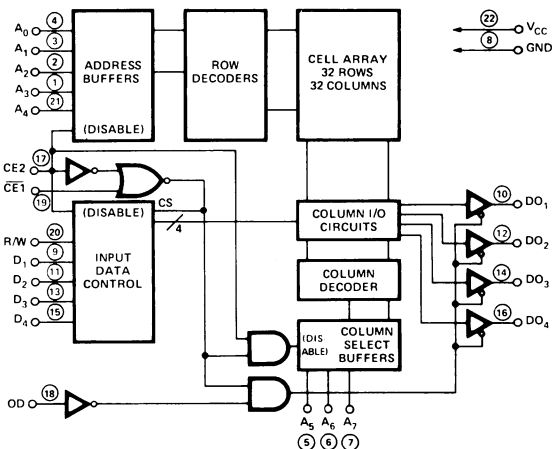 A0 4
A1 3
A2 2
A3 1
A4 21
ADDRESS
BUFFERS
(DISABLE)
ROW
DECODERS
CELL ARRAY
32 ROWS
32 COLUMNS
22 VCC
8 GND
CE2 17
CE1 19
CS
4
(DISABLE)
INPUT
DATA
CONTROL
R/W 20
D1 9
D2 11
D3 13
D4 15
COLUMN I/O
CIRCUITS
COLUMN
DECODER
(DIS-
ABLE)
COLUMN
SELECT
BUFFERS
10 DO1
12 DO2
14 DO3
16 DO4
OD 18
A5 A6 A7
5 6 7